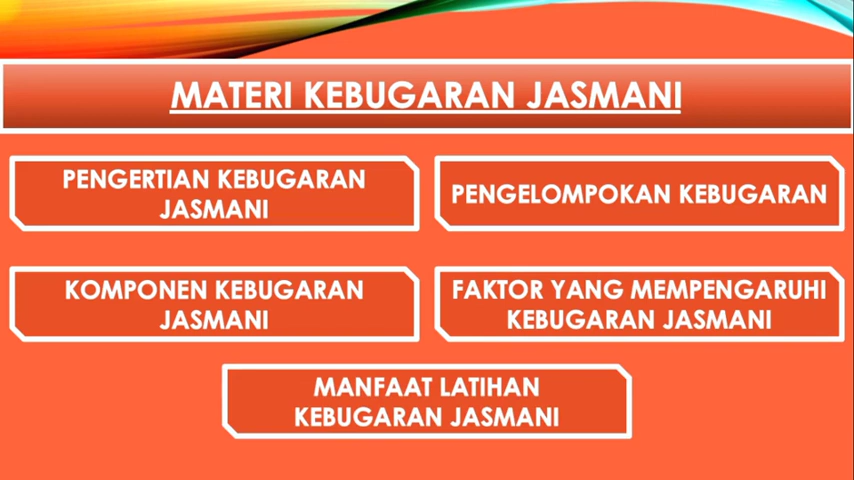 MATERI KEBUGARAN JASMANI
PENGERTIAN KEBUGARAN
JASMANI
PENGELOMPOKAN KEBUGARAN
KOMPONEN KEBUGARAN
JASMANI
FAKTOR YANG MEMPENGARUHI
KEBUGARAN JASMANI
MANFAAT LATIHAN
KEBUGARAN JASMANI